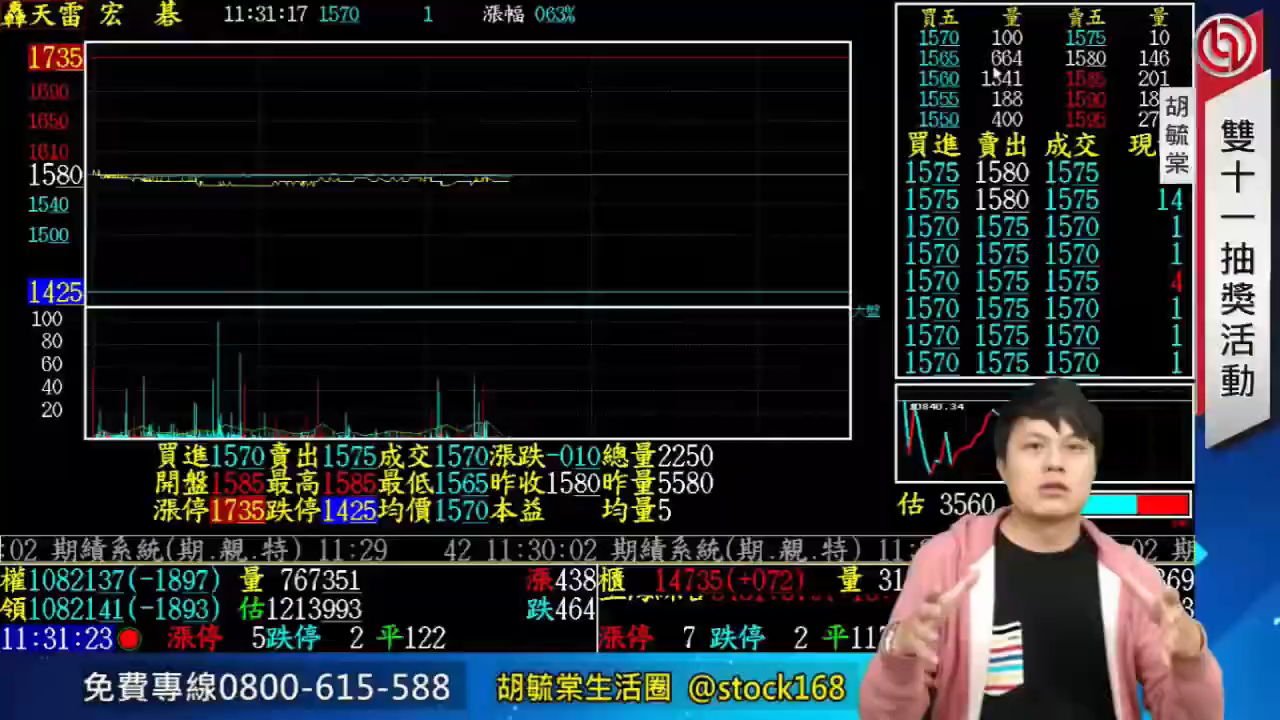 轟天雷 宏 碁 11:31:17 1570 1 漲幅 063%
1735
1690
1650
1610
1580
1540
1500
1425
大盤
100
80
60
40
20
買五 量 賣五 量
1570 100 1575 10
1565 664 1580 146
1560 1341 1585 201
1555 188 1590
1550 400 1595
買進 賣出 成交 現
1575 1580 1575
1575 1580 1575 14
1570 1575 1570 1
1570 1575 1570 1
1570 1575 1570 4
1570 1575 1570 1
1570 1575 1570 1
1570 1575 1570 1
胡毓棠
雙十一抽獎活動
10840.34
估 3560
買進1570賣出1575成交1570漲跌-010總量2250
開盤1585最高1585最低1565昨收1580昨量5580
漲停1735跌停1425均價1570本益 均量5
:02 期績系統(期.親.特) 11:29 42 11:30:02 期績系統(期.親.特) 02 期
權1082137(-1897) 量 767351 漲438 櫃 14735(+072) 量 31
領1082141(-1893) 估1213993 跌464
11:31:23 漲停 5跌停 2 平122 漲停 7 跌停 2 平11
免費專線0800-615-588 胡毓棠生活圈 @stock168